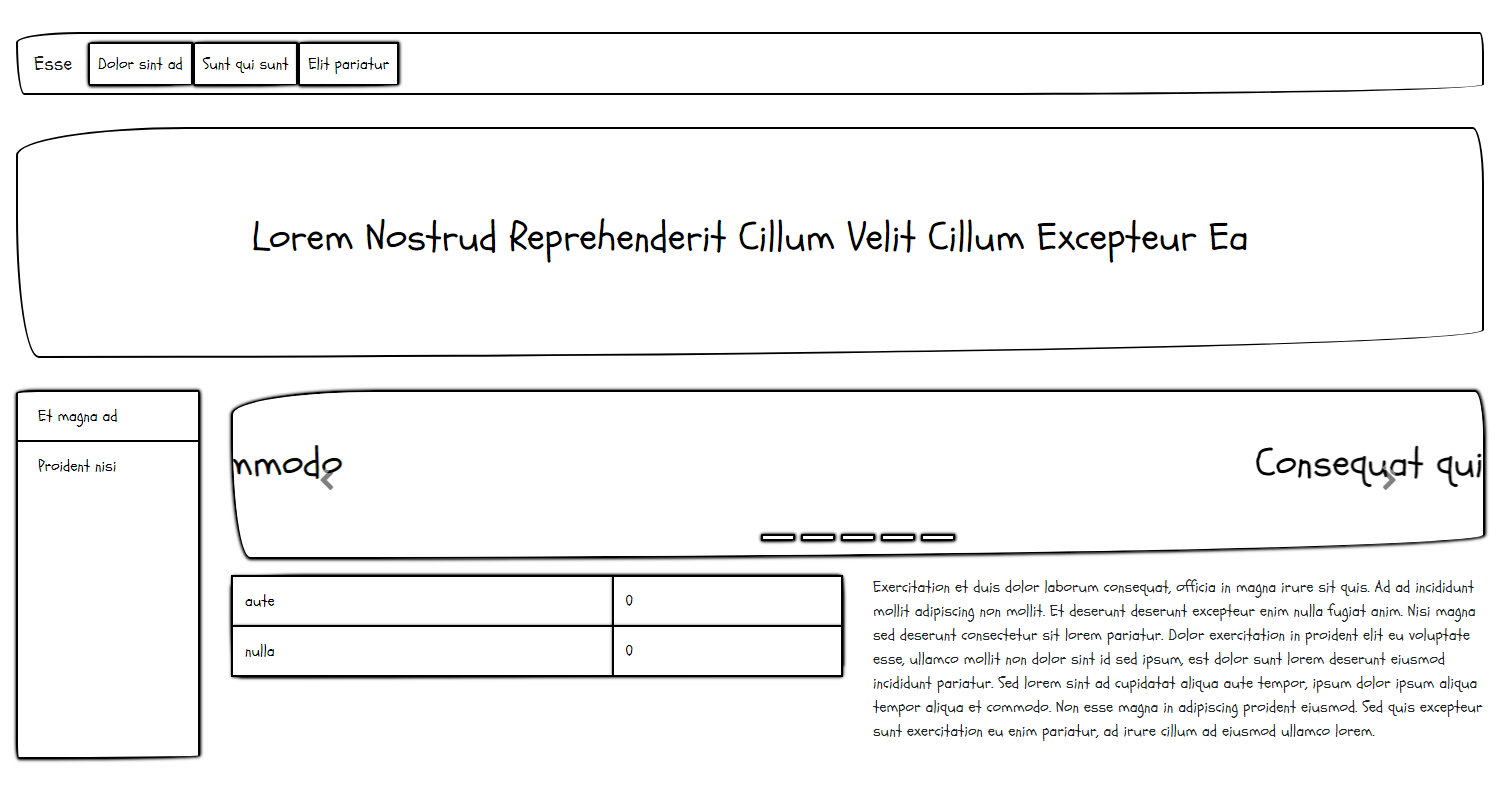 Esse Dolor sint ad Sunt qui sunt Elit pariatur
Lorem Nostrud Reprehenderit Cillum Velit Cillum Excepteur Ea
Et magna ad
Proident nisi
mmodo Consequat qui
aute 0
nulla 0
Exercitation et duis dolor laborum consequat, officia in magna irure sit quis. Ad ad incididunt
mollit adipiscing non mollit. Et deserunt deserunt excepteur enim nulla fugiat anim. Nisi magna
sed deserunt consectetur sit lorem pariatur. Dolor exercitation in proident elit eu voluptate
esse, ullamco mollit non dolor sint id sed ipsum, est dolor sunt lorem deserunt eiusmod
incididunt pariatur. Sed lorem sint ad cupidatat aliqua aute tempor, ipsum dolor ipsum aliqua
tempor aliqua et commodo. Non esse magna in adipiscing proident eiusmod. Sed quis excepteur
sunt exercitation eu enim pariatur, ad irure cillum ad eiusmod ullamco lorem.